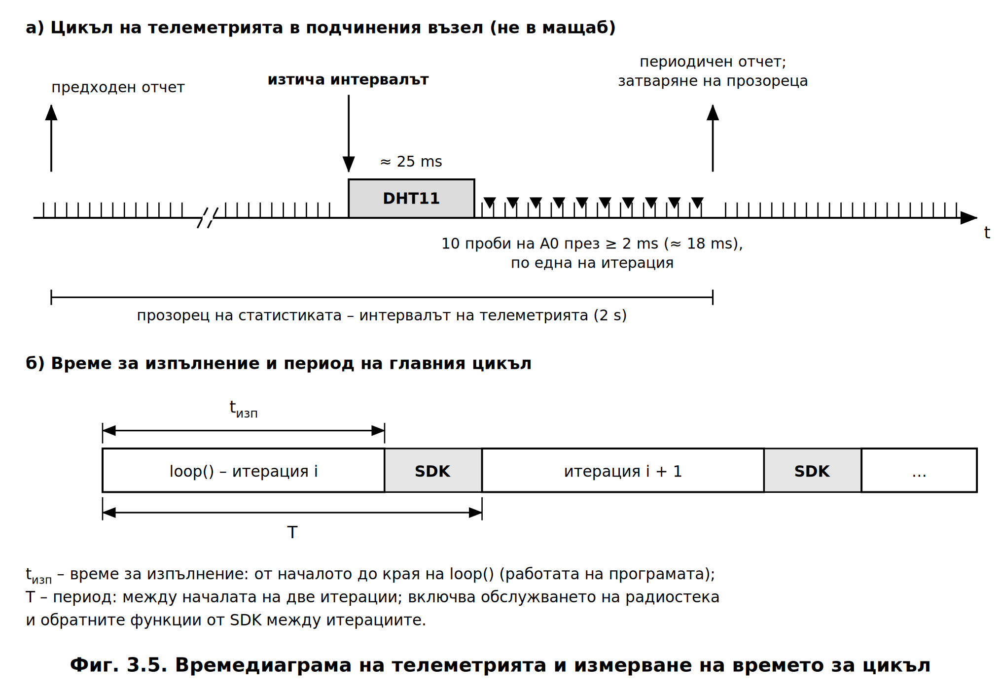 а) Цикъл на телеметрията в подчинения възел (не в мащаб)
периодичен отчет;
затваряне на прозореца
изтича интервалът
предходен отчет
≈ 25 ms
DHT11
t
10 проби на A0 през ≥ 2 ms (≈ 18 ms),
по една на итерация
прозорец на статистиката – интервалът на телеметрията (2 s)
б) Време за изпълнение и период на главния цикъл
tизп
loop() – итерация i
SDK
итерация i + 1
SDK
...
T
tизп – време за изпълнение: от началото до края на loop() (работата на програмата);
T – период: между началата на две итерации; включва обслужването на радиостека
и обратните функции от SDK между итерациите.
Фиг. 3.5. Времедиаграма на телеметрията и измерване на времето за цикъл